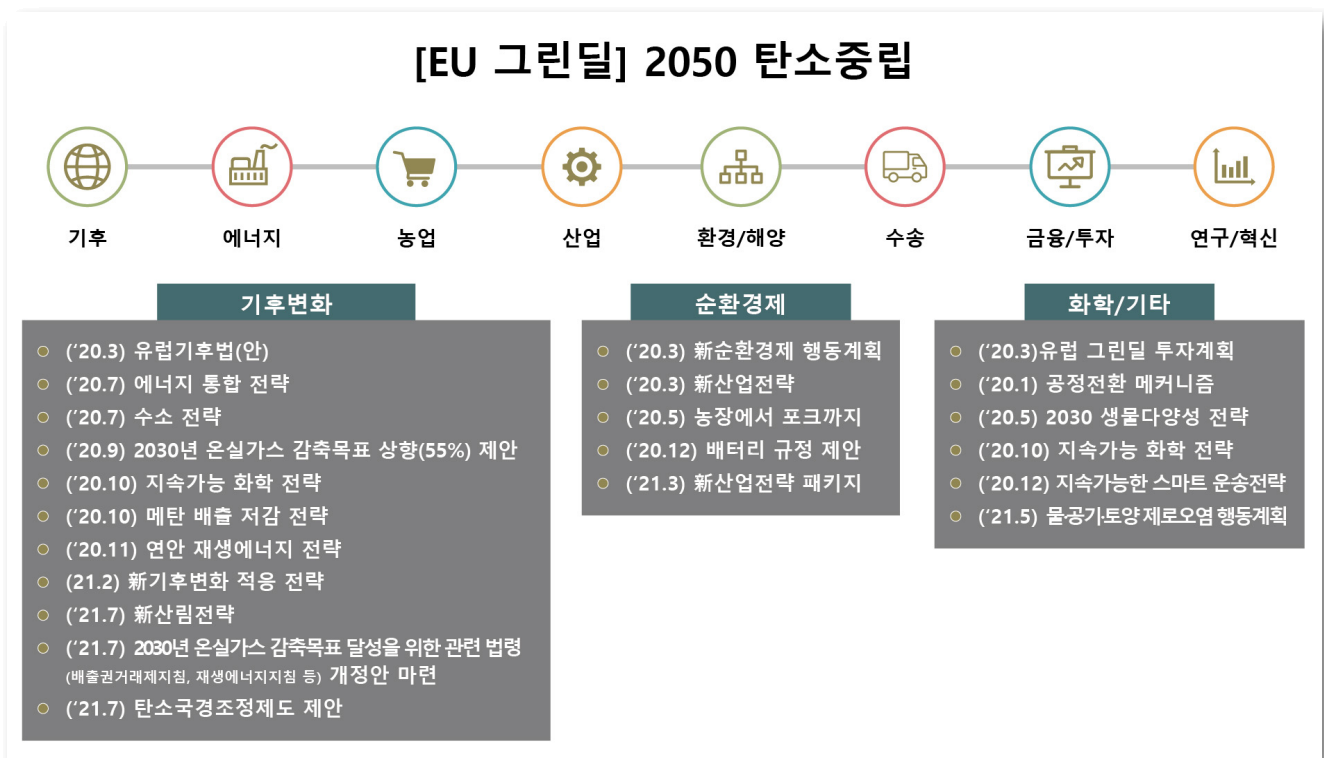 [EU 그린딜] 2050 탄소중립
기후
에너지
농업
산업
환경/해양
수송
금융/투자
연구/혁신
기후변화
(‘20.3) 유럽기후법(안)
(‘20.7) 에너지 통합 전략
(‘20.7) 수소 전략
(‘20.9) 2030년 온실가스 감축목표 상향(55%) 제안
(‘20.10) 지속가능 화학 전략
(‘20.10) 메탄 배출 저감 전략
(‘20.11) 연안 재생에너지 전략
(21.2) 新기후변화 적응 전략
(‘21.7) 新산림전략
(‘21.7) 2030년 온실가스 감축목표 달성을 위한 관련 법령
(배출권거래제지침, 재생에너지지침 등) 개정안 마련
(‘21.7) 탄소국경조정제도 제안
순환경제
(‘20.3) 新순환경제 행동계획
(‘20.3) 新산업전략
(‘20.5) 농장에서 포크까지
(‘20.12) 배터리 규정 제안
(‘21.3) 新산업전략 패키지
화학/기타
(‘20.3)유럽 그린딜 투자계획
(‘20.1) 공정전환 메커니즘
(‘20.5) 2030 생물다양성 전략
(‘20.10) 지속가능 화학 전략
(‘20.12) 지속가능한 스마트 운송전략
(‘21.5) 물·공기·토양 제로오염 행동계획